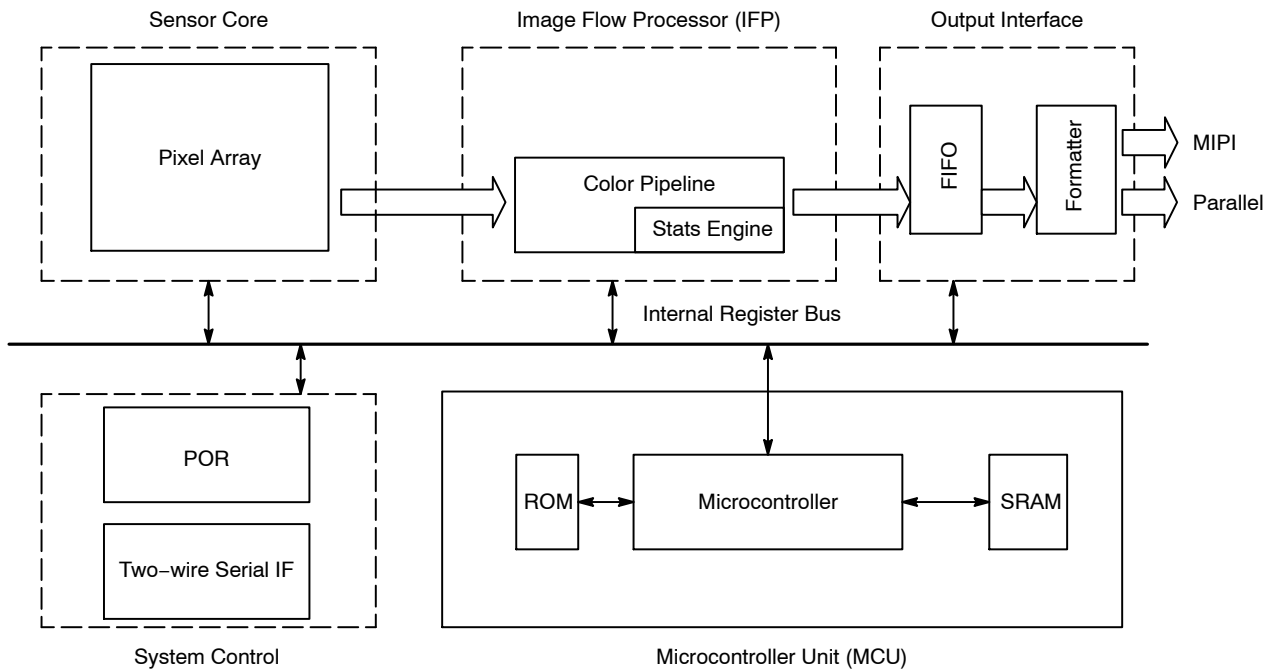 Sensor Core
Image Flow Processor (IFP)
Output Interface
Pixel Array
Color Pipeline
Stats Engine
FIFO
Formatter
MIPI
Parallel
Internal Register Bus
POR
Two−wire Serial IF
ROM
Microcontroller
SRAM
System Control
Microcontroller Unit (MCU)